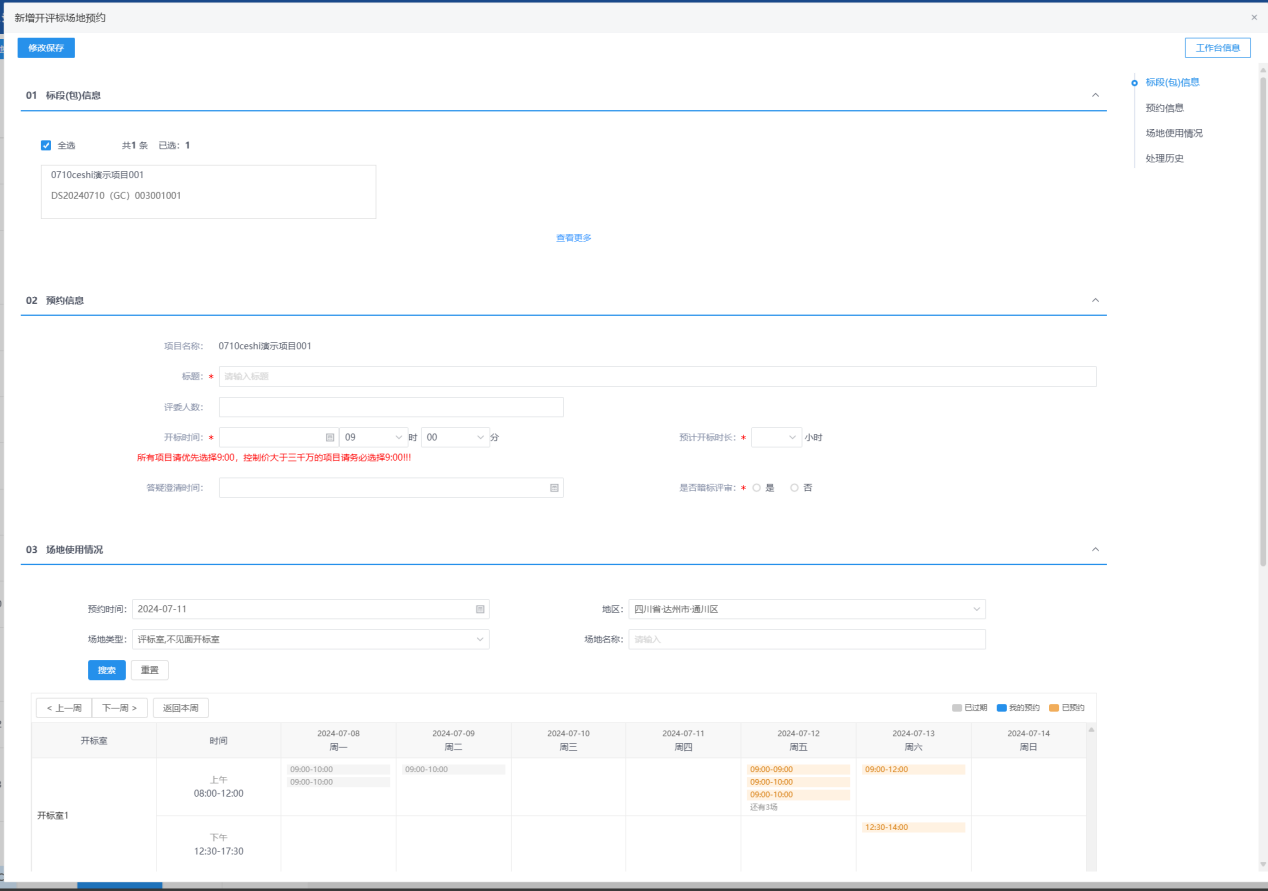 新增开评标场地预约 ×
修改保存 工作台信息
01 标段(包)信息
标段(包)信息
预约信息
场地使用情况
处理历史
全选 共1 条 已选: 1
0710ceshi演示项目001
DS20240710（GC）003001001
查看更多
02 预约信息
项目名称: 0710ceshi演示项目001
标题: * 请输入标题
评委人数:
开标时间: * 09 时 00 分 预计开标时长: * 小时
所有项目请优先选择9:00，控制价大于三千万的项目请务必选择9:00!!!
答疑澄清时间: 是否暗标评审: * 是 否
03 场地使用情况
预约时间: 2024-07-11 地区: 四川省·达州市·通川区
场地类型: 评标室,不见面开标室 场地名称: 请输入
搜索 重置
< 上一周 下一周 > 返回本周 已过期 我的预约 已预约
开标室 时间 2024-07-08 2024-07-09 2024-07-10 2024-07-11 2024-07-12 2024-07-13 2024-07-14
周一 周二 周三 周四 周五 周六 周日
09:00-10:00 09:00-10:00 09:00-09:00 09:00-12:00
上午 09:00-10:00 09:00-10:00
08:00-12:00 09:00-10:00
还有3场
开标室1
下午 12:30-14:00
12:30-17:30